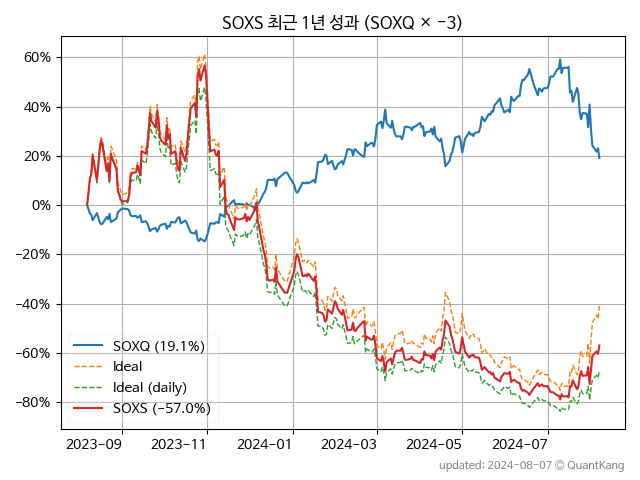 SOXS 최근 1년 성과 (SOXQ × −3)
60%
40%
20%
0%
−20%
−40%
−60%
−80%
SOXQ (19.1%)
Ideal
Ideal (daily)
SOXS (−57.0%)
2023-09
2023-11
2024-01
2024-03
2024-05
2024-07
updated: 2024-08-07 © QuantKang